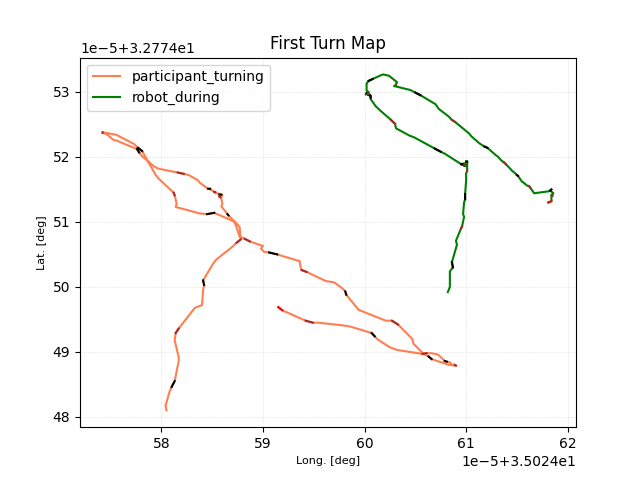 First Turn Map
1e−5+3.2774e1
participant_turning
robot_during
53
52
51
50
49
48
Lat. [deg]
58
59
60
61
62
Long. [deg]
1e−5+3.5024e1